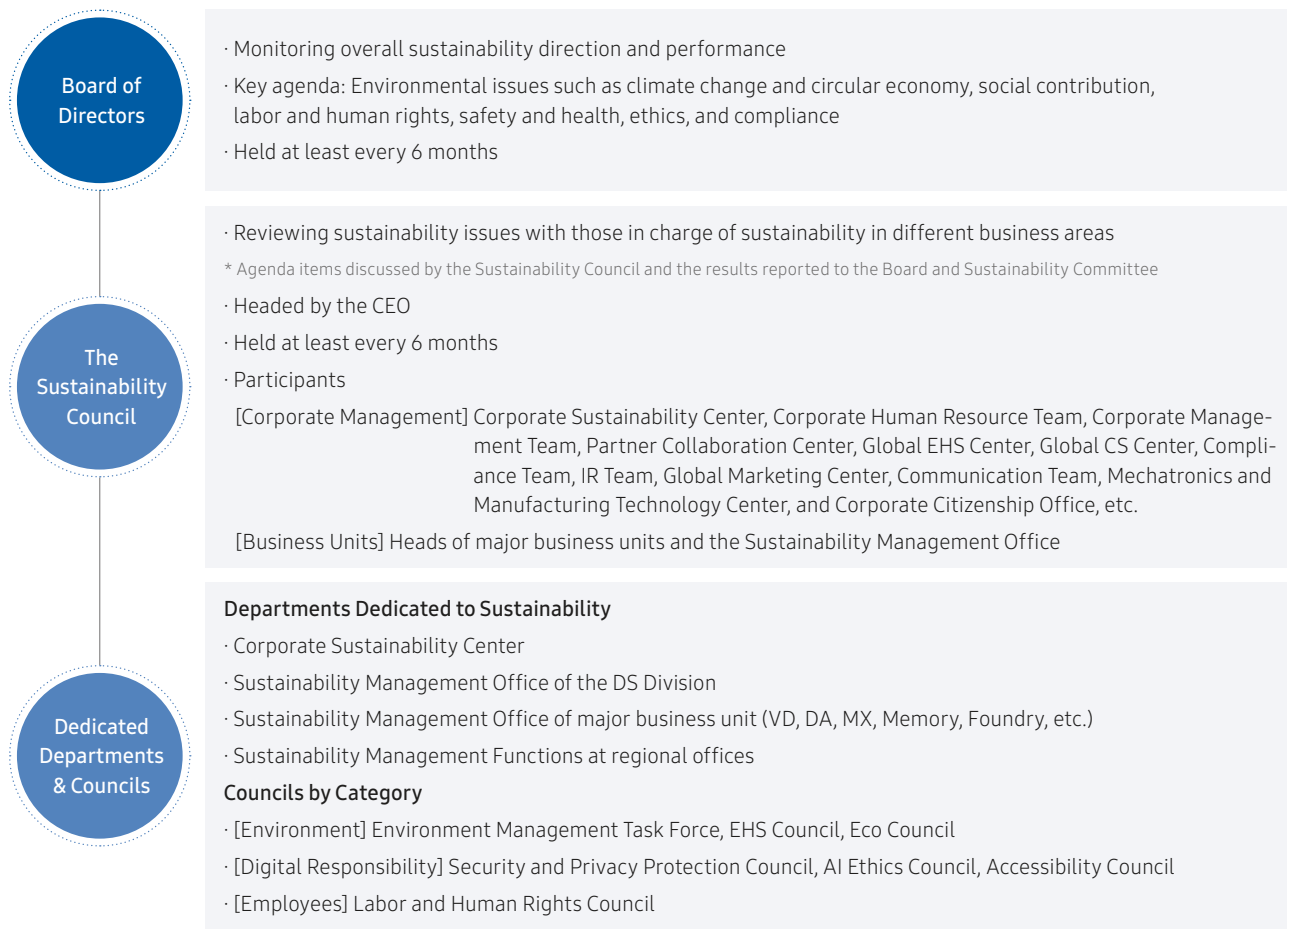 Board of
Directors
· Monitoring overall sustainability direction and performance
· Key agenda: Environmental issues such as climate change and circular economy, social contribution,
labor and human rights, safety and health, ethics, and compliance
· Held at least every 6 months
The
Sustainability
Council
· Reviewing sustainability issues with those in charge of sustainability in different business areas
* Agenda items discussed by the Sustainability Council and the results reported to the Board and Sustainability Committee
· Headed by the CEO
· Held at least every 6 months
· Participants
[Corporate Management] Corporate Sustainability Center, Corporate Human Resource Team, Corporate Manage-
ment Team, Partner Collaboration Center, Global EHS Center, Global CS Center, Compli-
ance Team, IR Team, Global Marketing Center, Communication Team, Mechatronics and
Manufacturing Technology Center, and Corporate Citizenship Office, etc.
[Business Units] Heads of major business units and the Sustainability Management Office
Dedicated
Departments
& Councils
Departments Dedicated to Sustainability
· Corporate Sustainability Center
· Sustainability Management Office of the DS Division
· Sustainability Management Office of major business unit (VD, DA, MX, Memory, Foundry, etc.)
· Sustainability Management Functions at regional offices
Councils by Category
· [Environment] Environment Management Task Force, EHS Council, Eco Council
· [Digital Responsibility] Security and Privacy Protection Council, AI Ethics Council, Accessibility Council
· [Employees] Labor and Human Rights Council